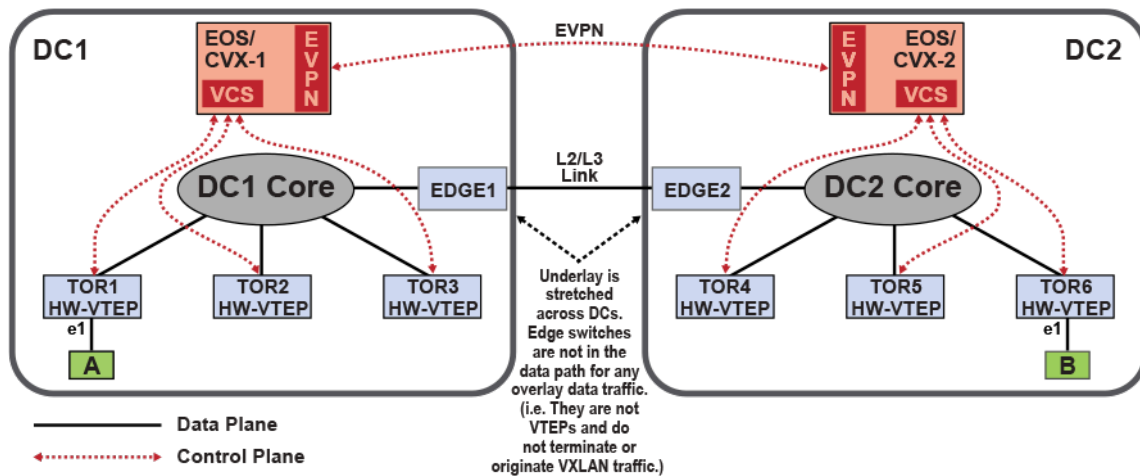 DC1
EOS/
CVX-1
EVPN
VCS
EVPN
EVPN
EOS/
CVX-2
VCS
DC2
DC1 Core
EDGE1
L2/L3
Link
EDGE2
DC2 Core
TOR1
HW-VTEP
TOR2
HW-VTEP
TOR3
HW-VTEP
TOR4
HW-VTEP
TOR5
HW-VTEP
TOR6
HW-VTEP
e1
A
e1
B
Underlay is
stretched
across DCs.
Edge switches
are not in the
data path for any
overlay data traffic.
(i.e. They are not
VTEPs and do
not terminate or
originate VXLAN traffic.)
Data Plane
Control Plane